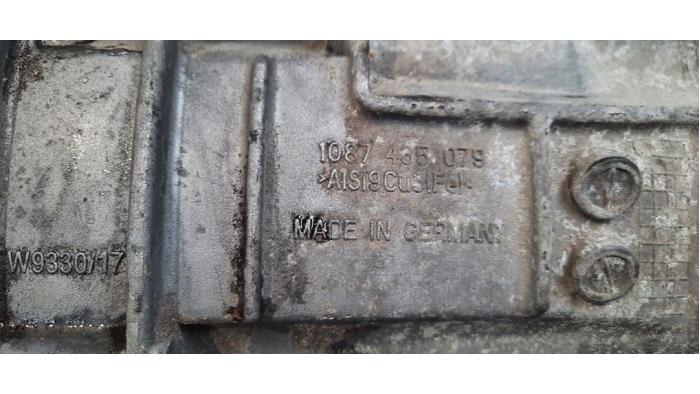 W9330/17
1087 435 079
>AlSi9Cu3(Fe)<
MADE IN GERMANY